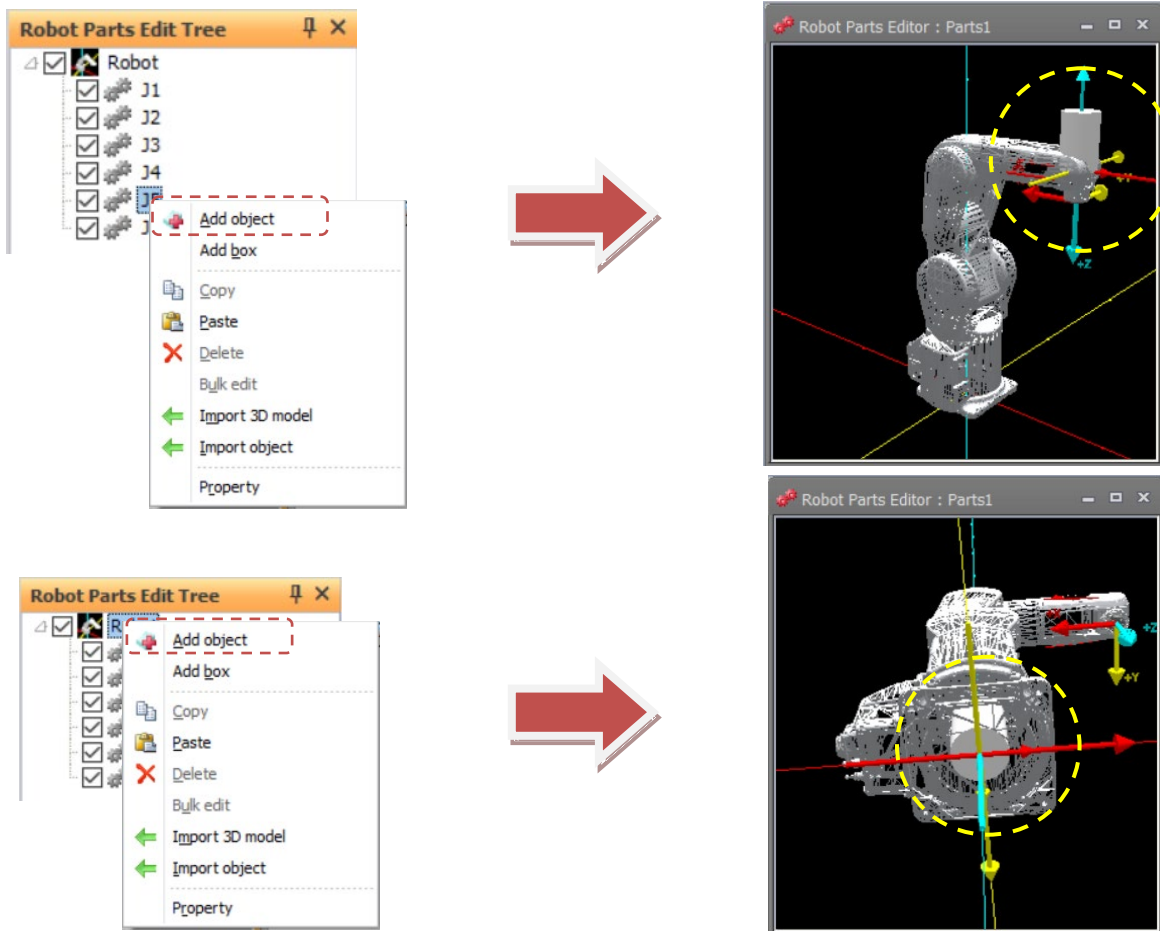 Robot Parts Edit Tree
Robot
J1
J2
J3
J4
J5
J
Add object
Add box
Copy
Paste
Delete
Bulk edit
Import 3D model
Import object
Property
Robot Parts Editor : Parts1
+Z
Robot Parts Edit Tree
R
Add object
Add box
Copy
Paste
Delete
Bulk edit
Import 3D model
Import object
Property
Robot Parts Editor : Parts1
+Z
+Y